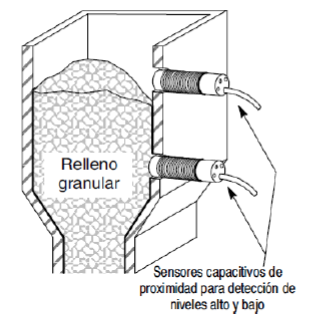 Relleno
granular
Sensores capacitivos de
proximidad para detección de
niveles alto y bajo